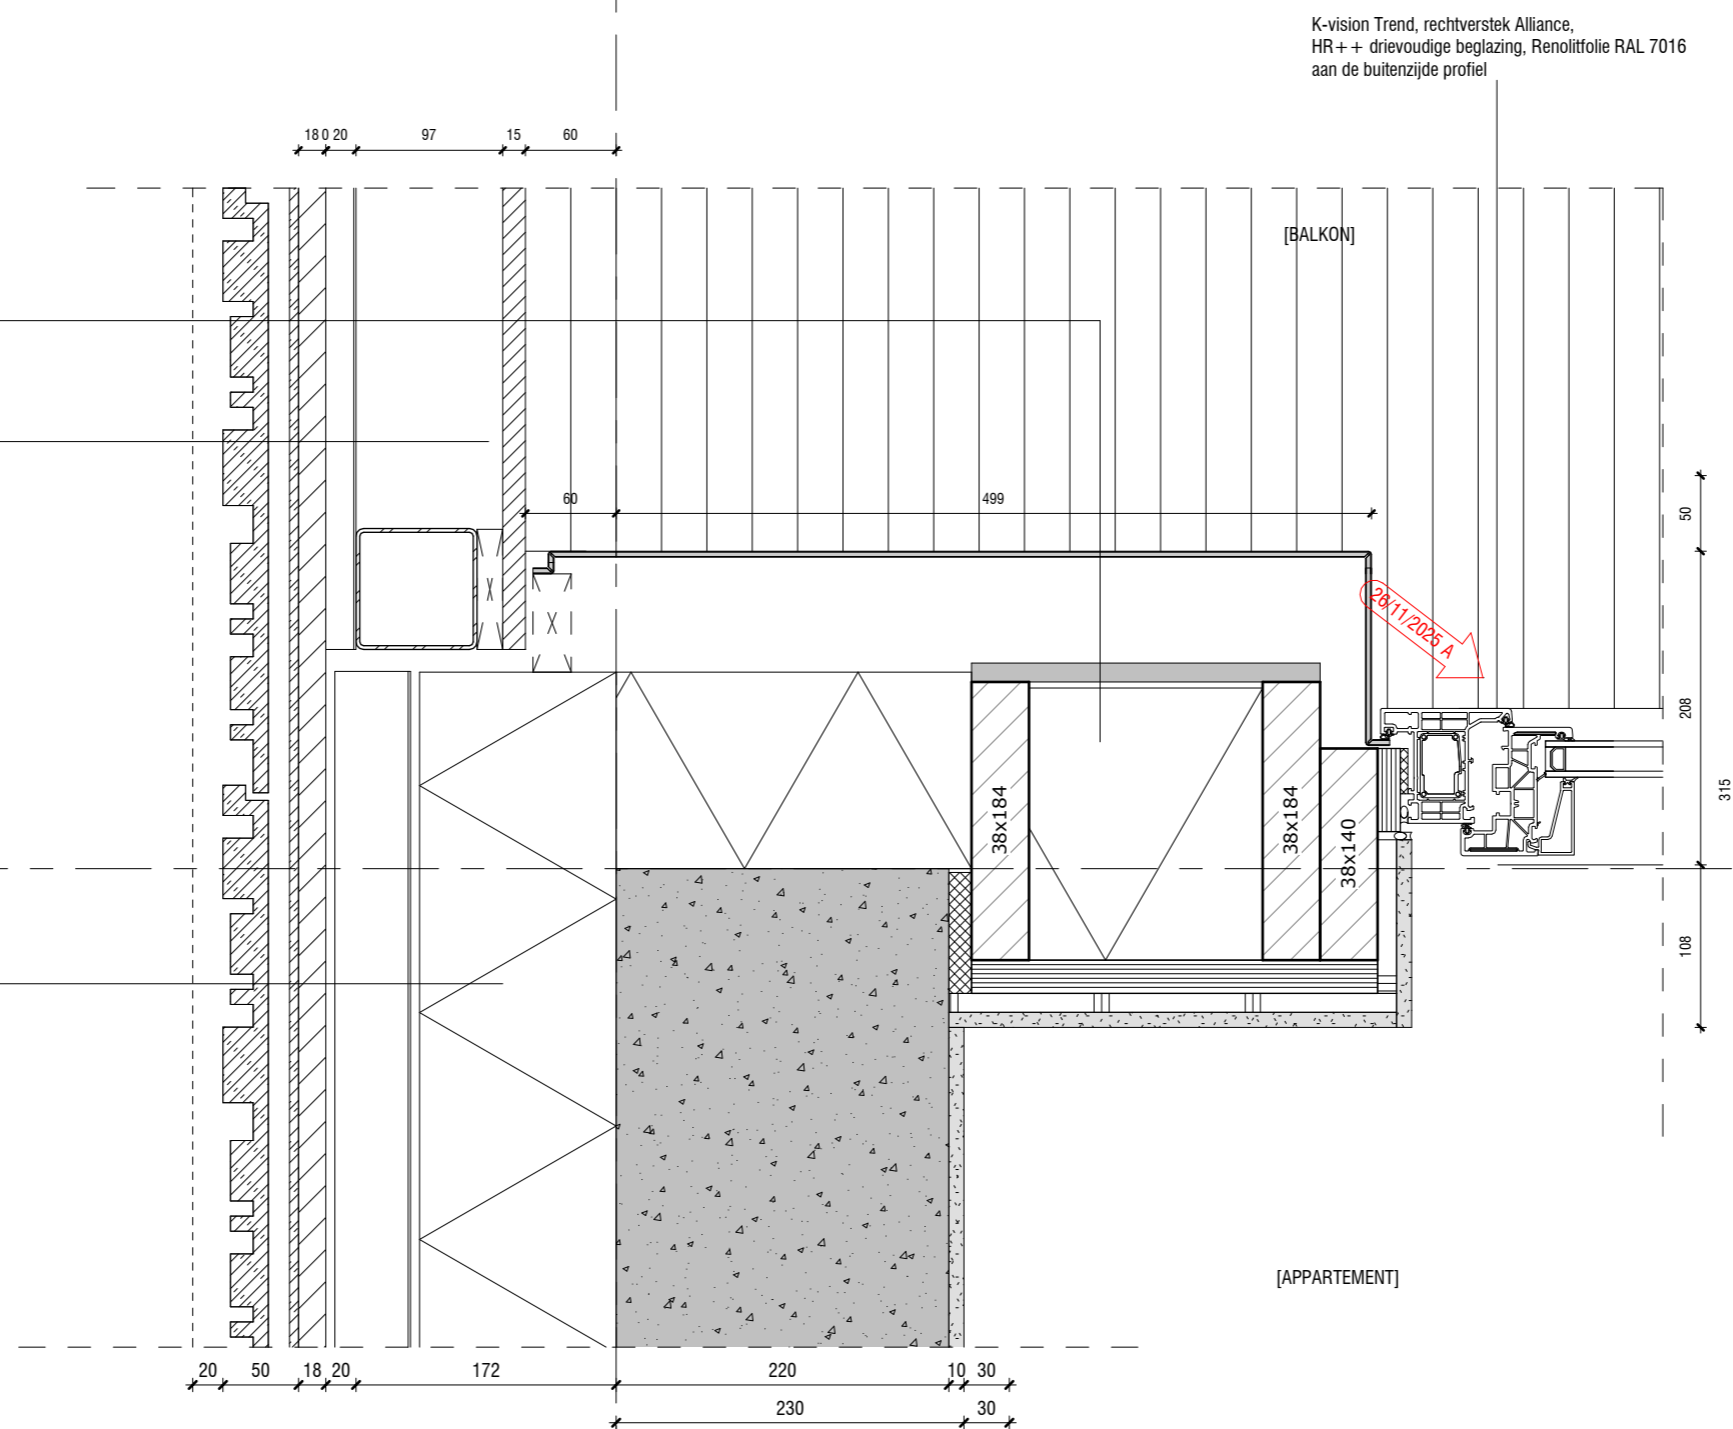 K-vision Trend, rechtverstek Alliance,
HR++ drievoudige beglazing, Renolitfolie RAL 7016
aan de buitenzijde profiel
18 0 20 97 15 60
[BALKON]
60 499
50
26/11/2025 A
208
315
38x184
38x184
38x140
108
[APPARTEMENT]
20 50 18 20 172 220 10 30
230 30